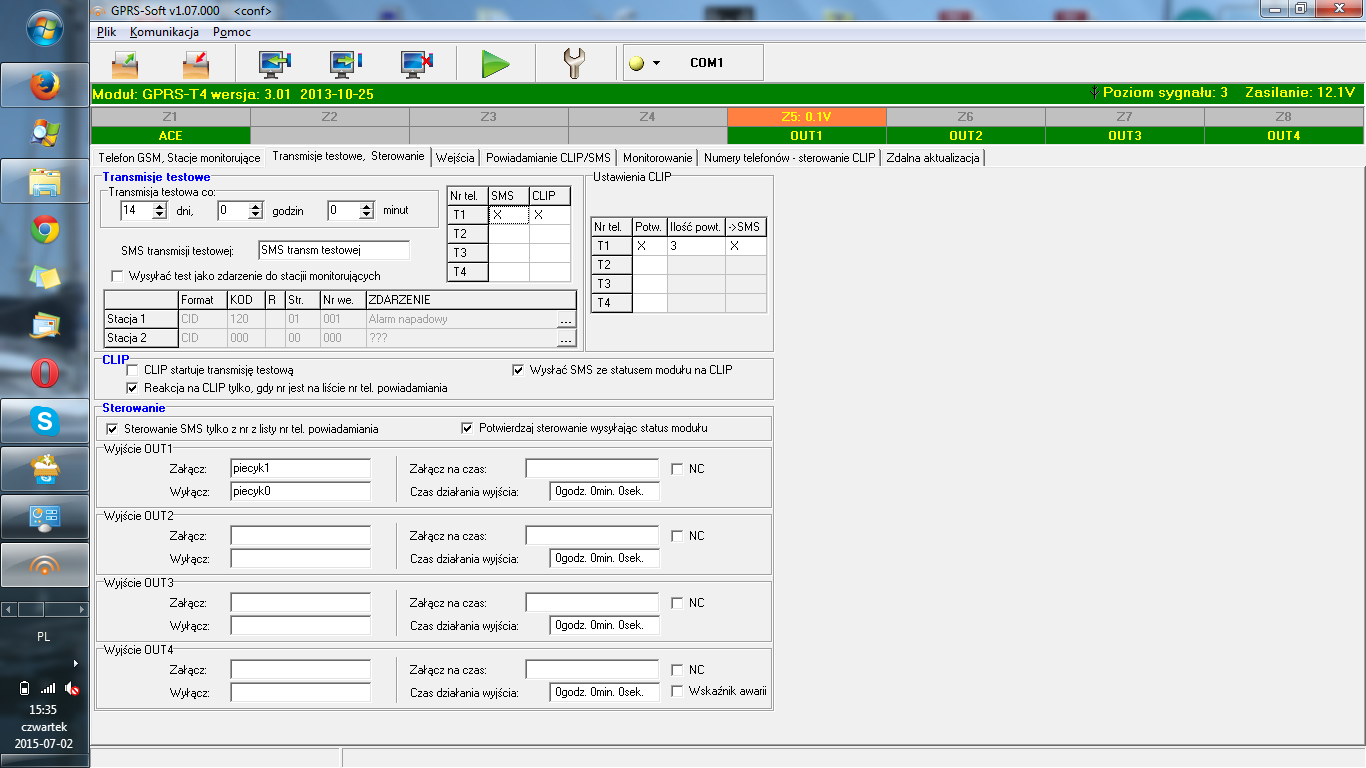 GPRS-Soft v1.07.000 <conf>
Plik Komunikacja Pomoc
COM1
Moduł: GPRS-T4 wersja: 3.01 2013-10-25 Poziom sygnału: 3 Zasilanie: 12.1V
Z1 Z2 Z3 Z4 Z5: 0.1V Z6 Z7 Z8
ACE OUT1 OUT2 OUT3 OUT4
Telefon GSM, Stacje monitorujące Transmisje testowe, Sterowanie Wejścia Powiadamianie CLIP/SMS Monitorowanie Numery telefonów - sterowanie CLIP Zdalna aktualizacja
Transmisje testowe
Transmisja testowa co:
14 dni, 0 godzin 0 minut
SMS transmisji testowej: SMS transm testowej
Wysyłać test jako zdarzenie do stacji monitorujących
Nr tel. SMS CLIP
T1 X X
T2
T3
T4
Format KOD R Str. Nr we. ZDARZENIE
Stacja 1 CID 120 01 001 Alarm napadowy ...
Stacja 2 CID 000 00 000 ??? ...
Ustawienia CLIP
Nr tel. Potw. Ilość powt. ->SMS
T1 X 3 X
T2
T3
T4
CLIP
CLIP startuje transmisję testową Wysłać SMS ze statusem modułu na CLIP
Reakcja na CLIP tylko, gdy nr jest na liście nr tel. powiadamiania
Sterowanie
Sterowanie SMS tylko z nr z listy nr tel. powiadamiania Potwierdzaj sterowanie wysyłając status modułu
Wyjście OUT1
Załącz: piecyk1 Załącz na czas: NC
Wyłącz: piecyk0 Czas działania wyjścia: 0godz. 0min. 0sek.
Wyjście OUT2
Załącz: Załącz na czas: NC
Wyłącz: Czas działania wyjścia: 0godz. 0min. 0sek.
Wyjście OUT3
Załącz: Załącz na czas: NC
Wyłącz: Czas działania wyjścia: 0godz. 0min. 0sek.
Wyjście OUT4
Załącz: Załącz na czas: NC
Wyłącz: Czas działania wyjścia: 0godz. 0min. 0sek. Wskaźnik awarii
PL
15:35
czwartek
2015-07-02